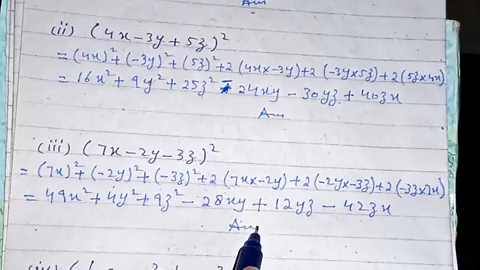 Ans
(ii) (4x-3y+5z)²
= (4x)²+(-3y)²+(5z)²+2(4x×-3y)+2(-3y×5z)+2(5z×4x)
= 16x²+9y²+25z² - 24xy - 30yz + 40zx
Ans
(iii) (7x-2y-3z)²
= (7x)²+(-2y)²+(-3z)²+2(7x×-2y)+2(-2y×-3z)+2(-3z×7x)
= 49x²+4y²+9z² - 28xy + 12yz - 42zx
Ans